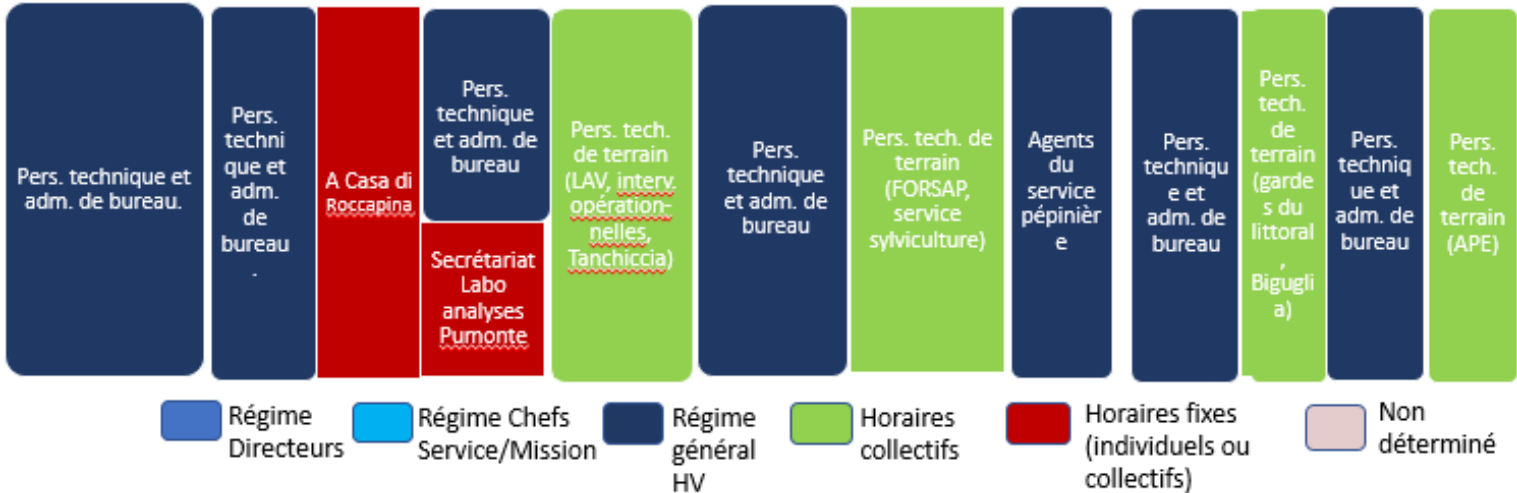 Pers. technique et
adm. de bureau.
Pers.
techni
que et
adm.
de
bureau
.
A Casa di
Roccapina
Pers.
technique
et adm. de
bureau
Secrétariat
Labo
analyses
Pumonte
Pers. tech.
de terrain
(LAV, interv.
opération-
nelles,
Tanchiccia)
Pers.
technique
et adm. de
bureau
Pers. tech. de
terrain
(FORSAP,
service
sylviculture)
Agents
du
service
pépinièr
e
Pers.
techniqu
e et
adm. de
bureau
Pers.
tech.
de
terrain
(garde
s du
littoral
,
Bigugli
a)
Pers.
techniq
ue et
adm. de
bureau
Pers.
tech.
de
terrain
(APE)
Régime
Directeurs
Régime Chefs
Service/Mission
Régime
général
HV
Horaires
collectifs
Horaires fixes
(individuels ou
collectifs)
Non
déterminé